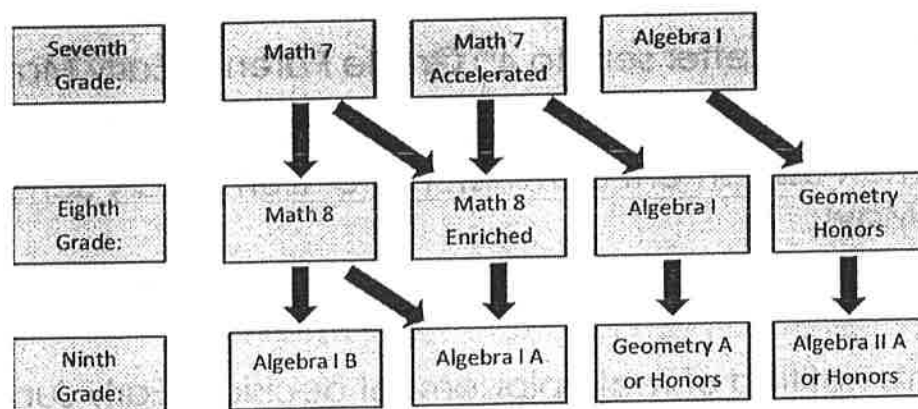 Seventh
Grade:
Math 7
Math 7
Accelerated
Algebra I
Eighth
Grade:
Math 8
Math 8
Enriched
Algebra I
Geometry
Honors
Ninth
Grade:
Algebra I B
Algebra I A
Geometry A
or Honors
Algebra II A
or Honors